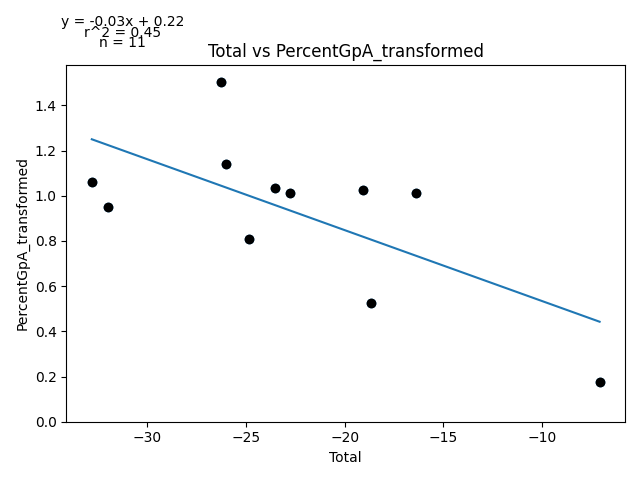 y = -0.03x + 0.22
r^2 = 0.45
n = 11
Total vs PercentGpA_transformed
PercentGpA_transformed
1.4
1.2
1.0
0.8
0.6
0.4
0.2
0.0
−30
−25
−20
−15
−10
Total